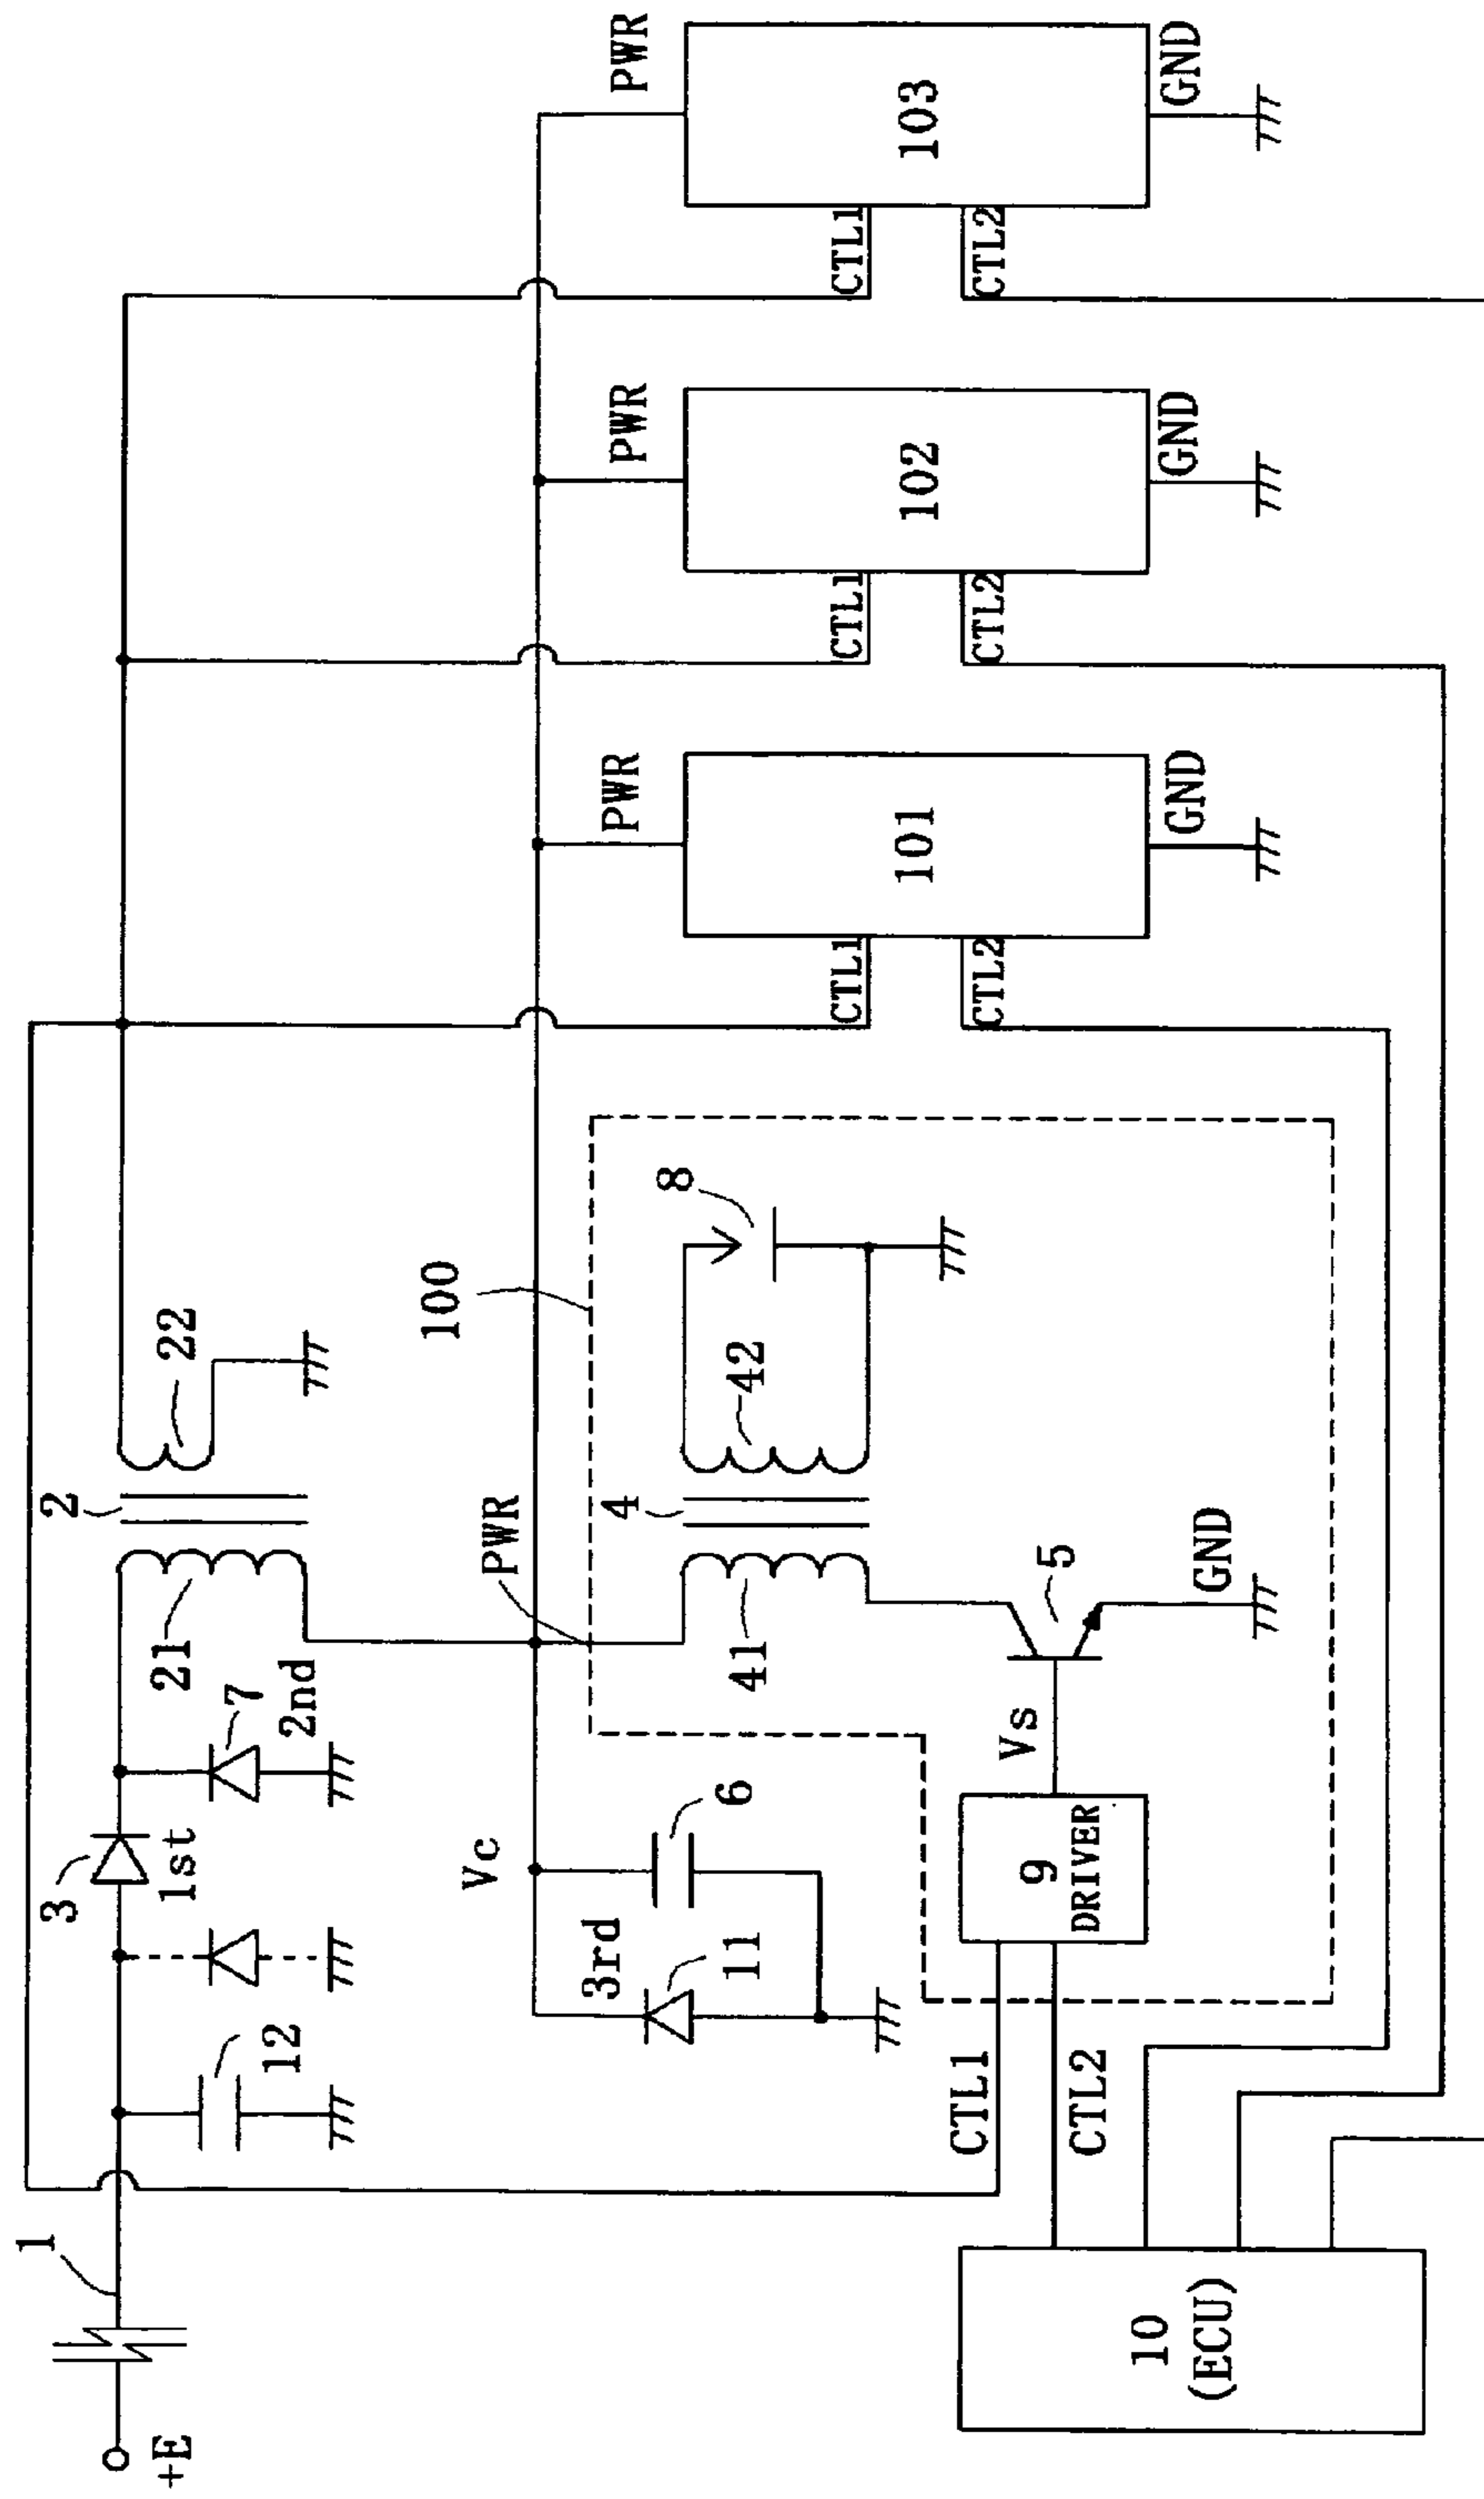 +E
1
12
3
1st
7
2nd
21
2
22
Vc
3rd
11
6
PWR
100
4
41
42
8
5
Vs
GND
9
DRIVER
CTL1
CTL2
10
(ECU)
PWR
101
CTL1
CTL2
GND
PWR
102
CTL1
CTL2
GND
PWR
103
CTL1
CTL2
GND